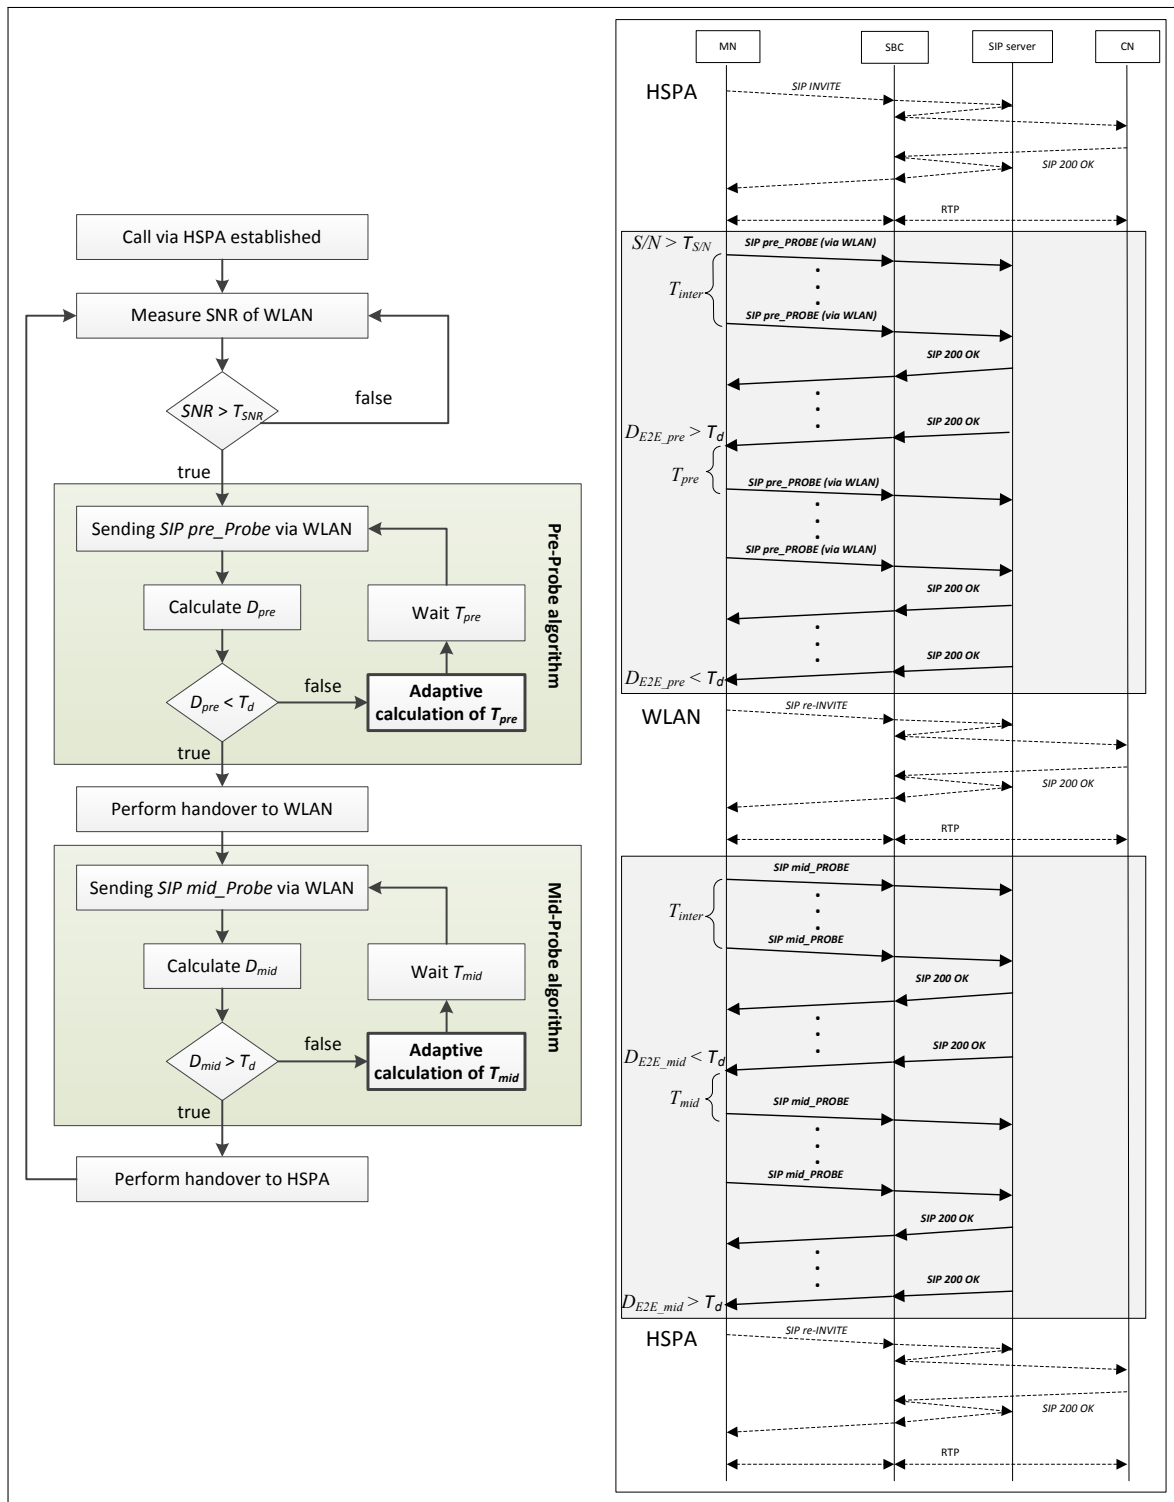 Call via HSPA established
Measure SNR of WLAN
SNR > TSNR
false
true
Sending SIP pre_Probe via WLAN
Calculate Dpre
Wait Tpre
Dpre < Td
false
Adaptive
calculation of Tpre
true
Pre-Probe algorithm
Perform handover to WLAN
Sending SIP mid_Probe via WLAN
Calculate Dmid
Wait Tmid
Dmid > Td
false
Adaptive
calculation of Tmid
true
Mid-Probe algorithm
Perform handover to HSPA
MN
SBC
SIP server
CN
HSPA
SIP INVITE
SIP 200 OK
RTP
S/N > TS/N
SIP pre_PROBE (via WLAN)
Tinter
SIP pre_PROBE (via WLAN)
SIP 200 OK
SIP 200 OK
DE2E_pre > Td
Tpre
SIP pre_PROBE (via WLAN)
SIP pre_PROBE (via WLAN)
SIP 200 OK
SIP 200 OK
DE2E_pre < Td
WLAN
SIP re-INVITE
SIP 200 OK
RTP
SIP mid_PROBE
Tinter
SIP mid_PROBE
SIP 200 OK
SIP 200 OK
DE2E_mid < Td
Tmid
SIP mid_PROBE
SIP mid_PROBE
SIP 200 OK
SIP 200 OK
DE2E_mid > Td
HSPA
SIP re-INVITE
SIP 200 OK
RTP